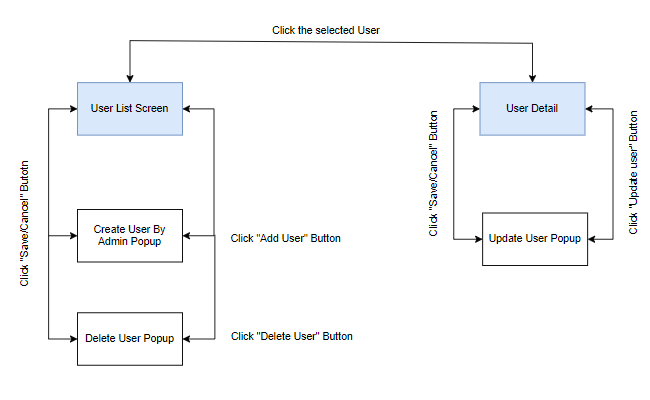 Click the selected User
User List Screen
User Detail
Click "Save/Cancel" Butotn
Click "Save/Cancel" Button
Click "Update user" Button
Create User By
Admin Popup
Click "Add User" Button
Update User Popup
Delete User Popup
Click "Delete User" Button